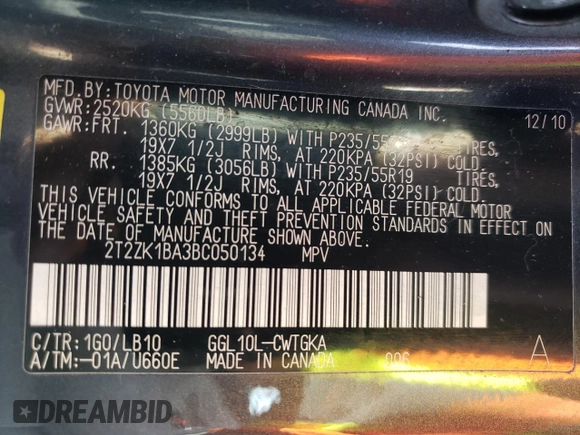 MFD. BY: TOYOTA MOTOR MANUFACTURING CANADA INC.
GVWR: 2520KG (5560LB) 12/10
GAWR: FRT. 1360KG (2999LB) WITH P235/55 TIRES,
19X7 1/2J RIMS, AT 220KPA (32PSI) COLD.
RR. 1385KG (3056LB) WITH P235/55R19 TIRES,
19X7 1/2J RIMS, AT 220KPA (32PSI) COLD.
THIS VEHICLE CONFORMS TO ALL APPLICABLE FEDERAL MOTOR
VEHICLE SAFETY AND THEFT PREVENTION STANDARDS IN EFFECT ON
THE DATE OF MANUFACTURE SHOWN ABOVE.
2T2ZK1BA3BC050134 MPV
C/TR: 1G0/LB10 GGL10L-CWTGKA
A/TM: -01A/U660E MADE IN CANADA 006 A
DREAMBID